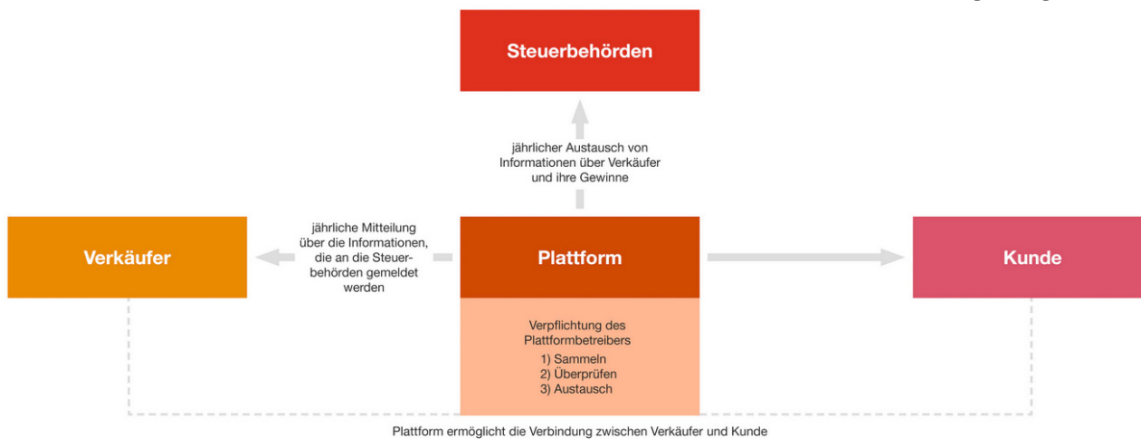 Steuerbehörden
jährlicher Austausch von
Informationen über Verkäufer
und ihre Gewinne
Verkäufer
jährliche Mitteilung
über die Informationen,
die an die Steuer-
behörden gemeldet
werden
Plattform
Kunde
Verpflichtung des
Plattformbetreibers
1) Sammeln
2) Überprüfen
3) Austausch
Plattform ermöglicht die Verbindung zwischen Verkäufer und Kunde